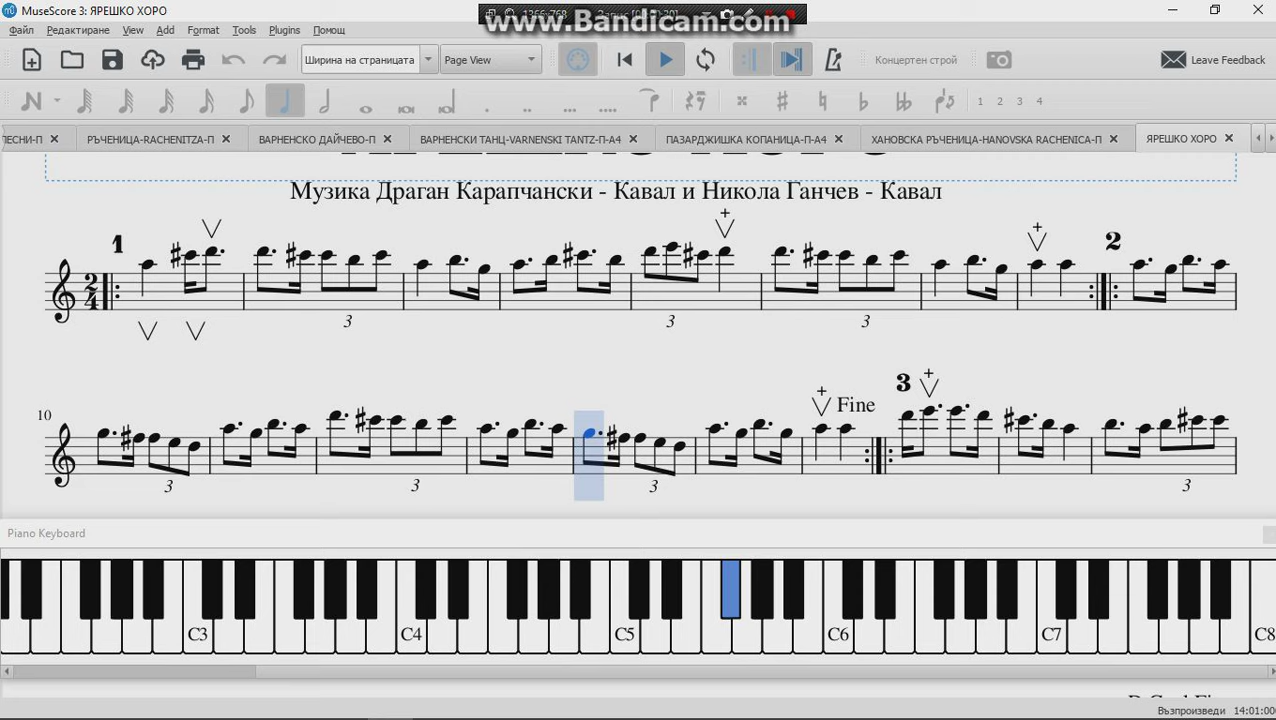 MuseScore 3: ЯРЕШКО ХОРО
www.Bandicam.com
Файл Редактиране View Add Format Tools Plugins Помощ
Ширина на страницата Page View Концертен строй Leave Feedback
1 2 3 4
ПЕСНИ-П РЪЧЕНИЦА-RACHENITZA-П ВАРНЕНСКО ДАЙЧЕВО-П ВАРНЕНСКИ ТАНЦ-VARNENSKI TANTZ-П-А4 ПАЗАРДЖИШКА КОПАНИЦА-П-А4 ХАНОВСКА РЪЧЕНИЦА-HANOVSKA RACHENICA-П ЯРЕШКО ХОРО
Музика Драган Карапчански - Кавал и Никола Ганчев - Кавал
1 2
2
4
3 3 3
10 Fine 3
3 3 3 3
Piano Keyboard
C3 C4 C5 C6 C7 C8
Възпроизведи 14:01:00